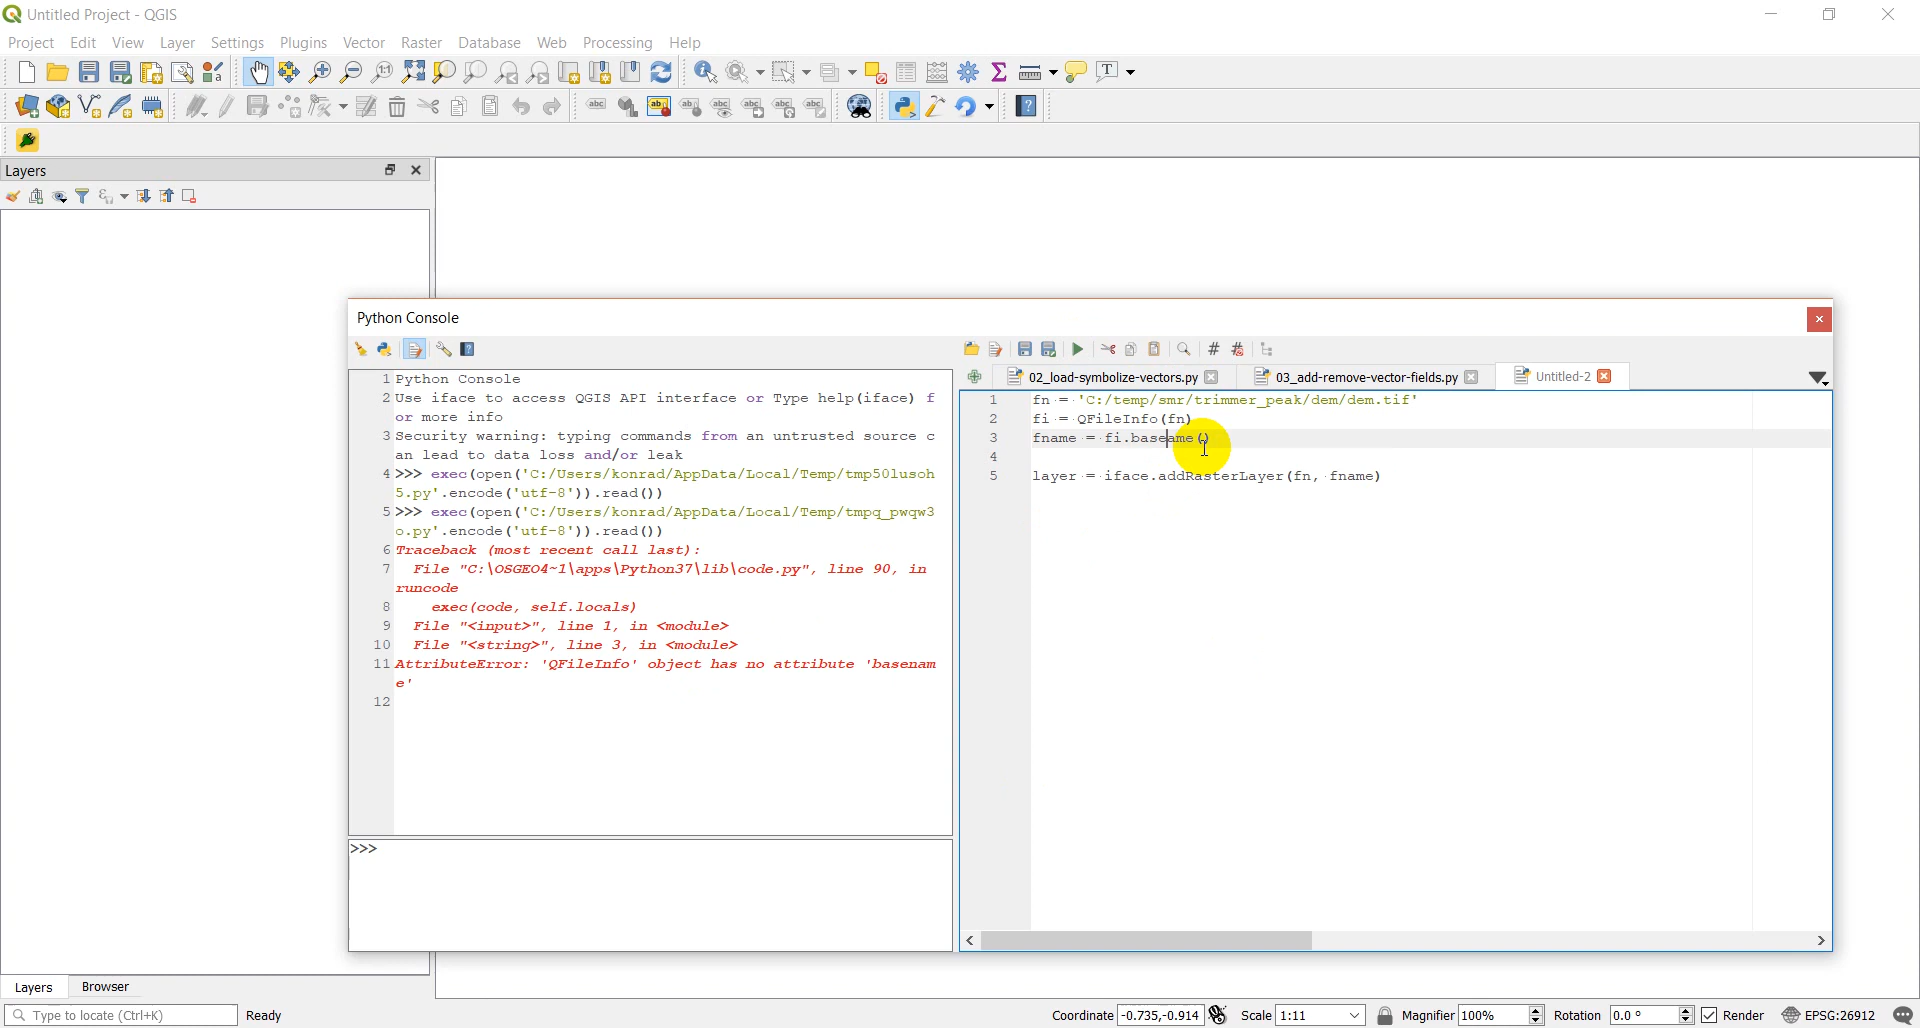 Untitled Project - QGIS
Project Edit View Layer Settings Plugins Vector Raster Database Web Processing Help
Layers
Python Console
02_load-symbolize-vectors.py 03_add-remove-vector-fields.py Untitled-2
1 Python Console
2 Use iface to access QGIS API interface or Type help(iface) f
or more info
3 Security warning: typing commands from an untrusted source c
an lead to data loss and/or leak
4 >>> exec(open('C:/Users/konrad/AppData/Local/Temp/tmp50lusoh
5.py'.encode('utf-8')).read())
5 >>> exec(open('C:/Users/konrad/AppData/Local/Temp/tmpq_pwqw3
o.py'.encode('utf-8')).read())
6 Traceback (most recent call last):
7 File "C:\OSGEO4~1\apps\Python37\lib\code.py", line 90, in
runcode
8 exec(code, self.locals)
9 File "<input>", line 1, in <module>
10 File "<string>", line 3, in <module>
11 AttributeError: 'QFileInfo' object has no attribute 'basenam
e'
12
>>>
1 fn = 'C:/temp/smr/trimmer_peak/dem/dem.tif'
2 fi = QFileInfo(fn)
3 fname = fi.baseame()
4
5 layer = iface.addRasterLayer(fn, fname)
Layers Browser
Type to locate (Ctrl+K) Ready Coordinate -0.735,-0.914 Scale 1:11 Magnifier 100% Rotation 0.0 ° Render EPSG:26912